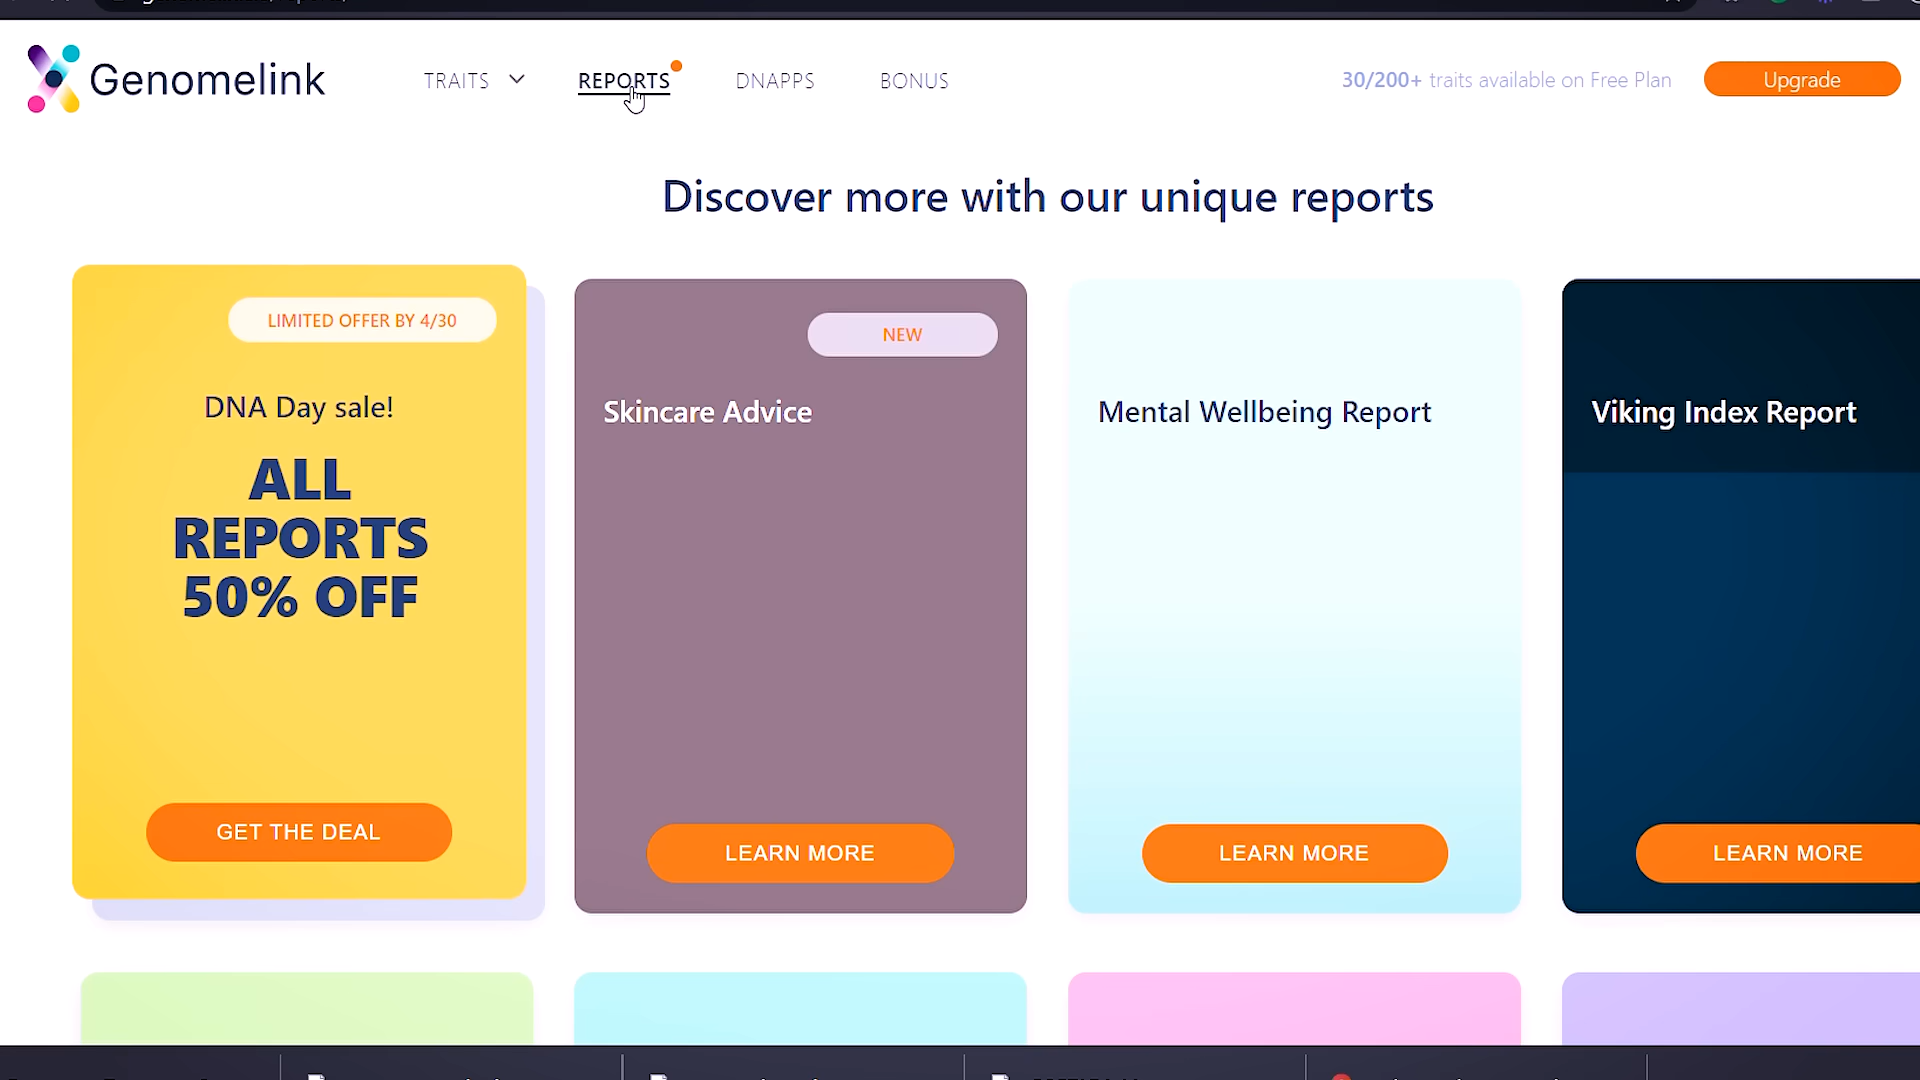 Genomelink
TRAITS
REPORTS
DNAPPS
BONUS
30/200+ traits available on Free Plan
Upgrade
Discover more with our unique reports
LIMITED OFFER BY 4/30
DNA Day sale!
ALL
REPORTS
50% OFF
GET THE DEAL
NEW
Skincare Advice
LEARN MORE
Mental Wellbeing Report
LEARN MORE
Viking Index Report
LEARN MORE